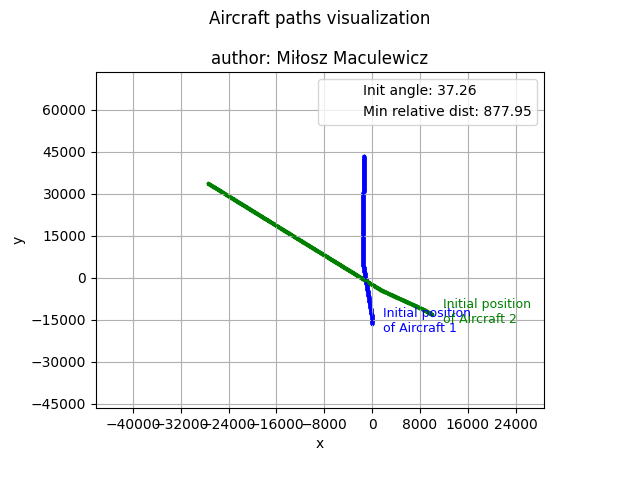 Aircraft paths visualization
author: Miłosz Maculewicz
Init angle: 37.26
Min relative dist: 877.95
60000
45000
30000
15000
0
−15000
−30000
−45000
y
Initial position
of Aircraft 1
Initial position
of Aircraft 2
−40000
−32000
−24000
−16000
−8000
0
8000
16000
24000
x